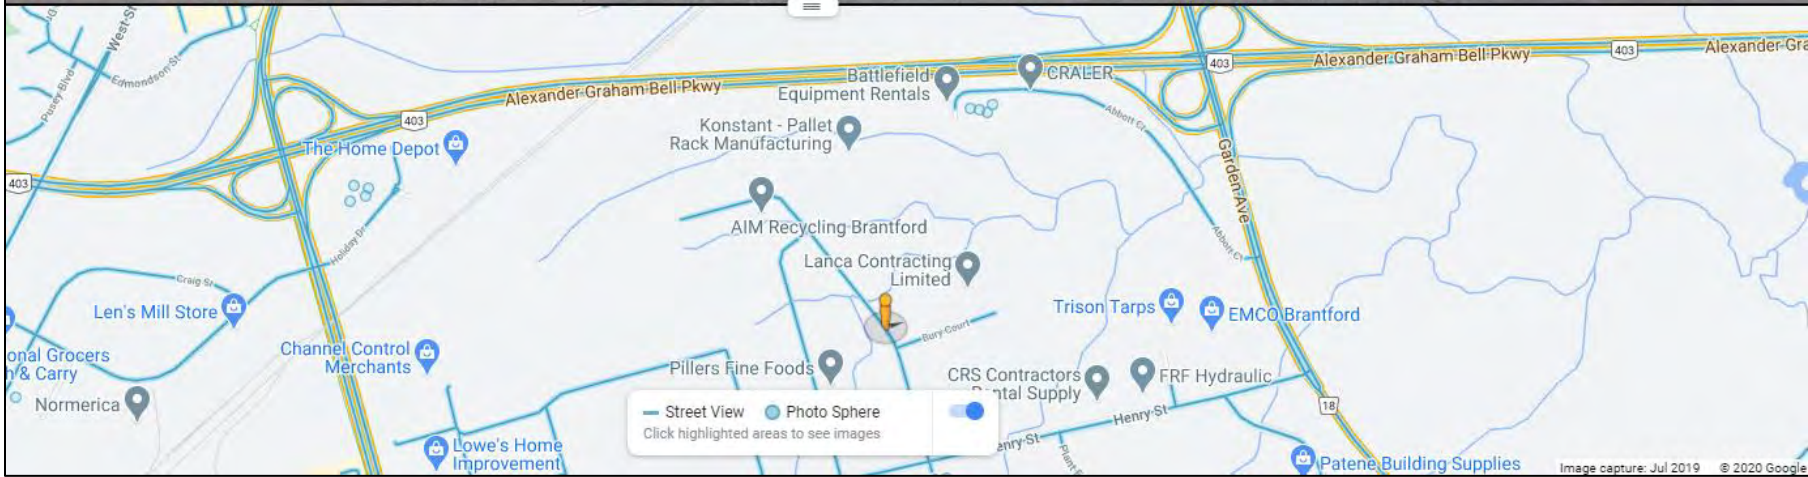 West-St
Edmondson St
Pusey Blvd
Alexander Graham Bell Pkwy
403
Battlefield
Equipment Rentals
CRALER
403
Alexander Graham Bell Pkwy
403
Alexander Gra
Konstant - Pallet
Rack Manufacturing
Abbott Ct
The Home Depot
403
Garden Ave
AIM Recycling Brantford
Holiday Dr
Abbott Ct
Craig St
Lanca Contracting
Limited
Len's Mill Store
Trison Tarps
EMCO Brantford
Bury Court
Channel Control
Merchants
onal Grocers
n & Carry
Pillers Fine Foods
CRS Contractors
ntal Supply
FRF Hydraulic
Normerica
18
Street View
Photo Sphere
Click highlighted areas to see images
Henry-St
enry-St
Lowe's Home
Improvement
Patene Building Supplies
Image capture: Jul 2019 © 2020 Google